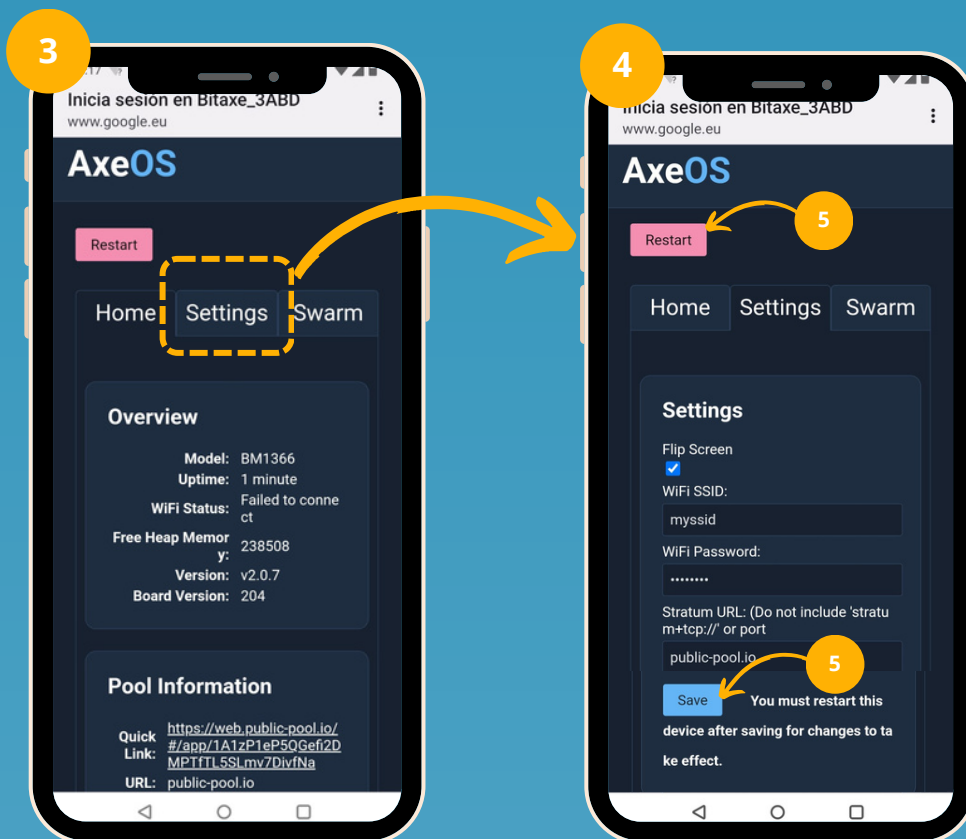 3
:17
Inicia sesión en Bitaxe_3ABD
www.google.eu
AxeOS
Restart
Home Settings Swarm
Overview
Model: BM1366
Uptime: 1 minute
WiFi Status: Failed to conne
ct
Free Heap Memor
y: 238508
Version: v2.0.7
Board Version: 204
Pool Information
Quick Link: https://web.public-pool.io/
#/app/1A1zP1eP5QGefi2D
MPTfTL5SLmv7DivfNa
URL: public-pool.io
4
Inicia sesión en Bitaxe_3ABD
www.google.eu
AxeOS
Restart
5
Home Settings Swarm
Settings
Flip Screen
WiFi SSID:
myssid
WiFi Password:
••••••••
Stratum URL: (Do not include 'stratu
m+tcp://' or port
public-pool.io
5
Save You must restart this
device after saving for changes to ta
ke effect.